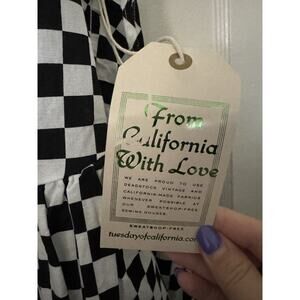 From
California
With Love
WE ARE PROUD TO USE
DEADSTOCK VINTAGE AND
CALIFORNIA-MADE FABRICS
WHENEVER POSSIBLE AT
OUR SWEATSHOP-FREE
SEWING HOUSES.
SWEATSHOP-FREE
tuesdayofcalifornia.com